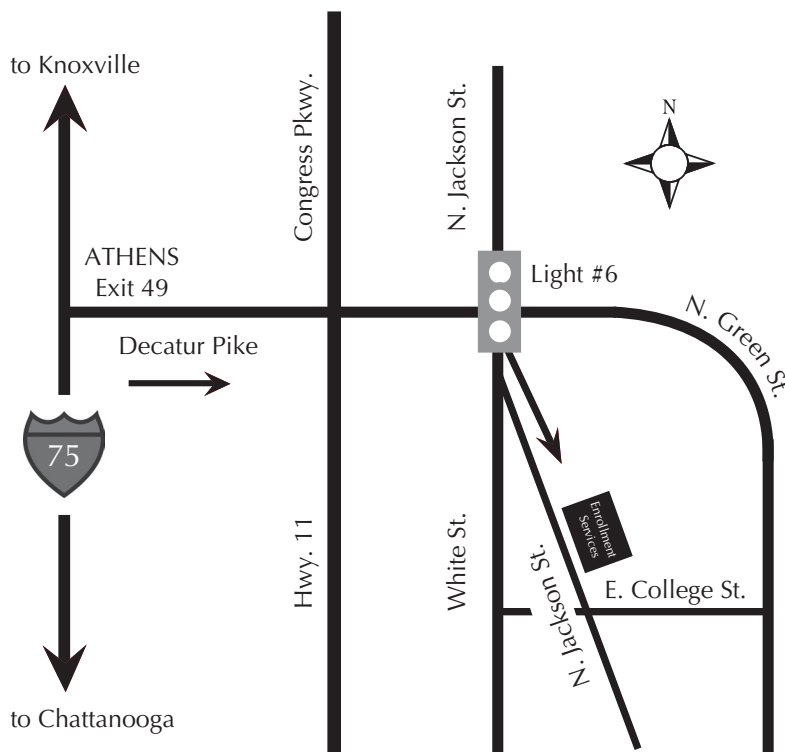 to Knoxville
Congress Pkwy.
N. Jackson St.
N
ATHENS
Exit 49
Light #6
N. Green St.
Decatur Pike
75
Enrollment
Services
Hwy. 11
White St.
N. Jackson St.
E. College St.
to Chattanooga